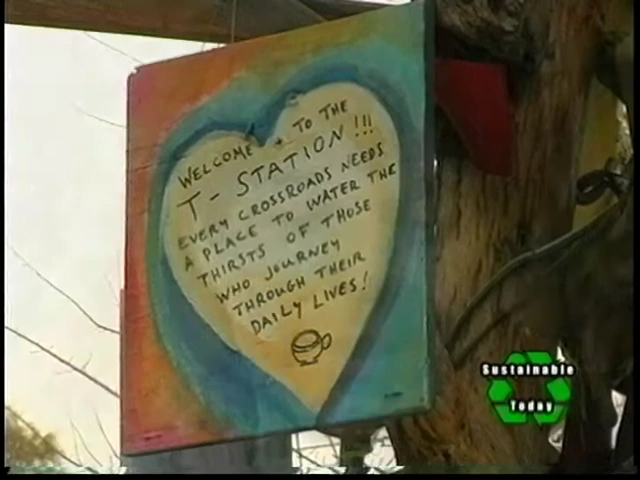 WELCOME TO THE
T-STATION!!!
EVERY CROSSROADS NEEDS
A PLACE TO WATER THE
THIRSTS OF THOSE
WHO JOURNEY
THROUGH THEIR
DAILY LIVES!
Sustainable
Today